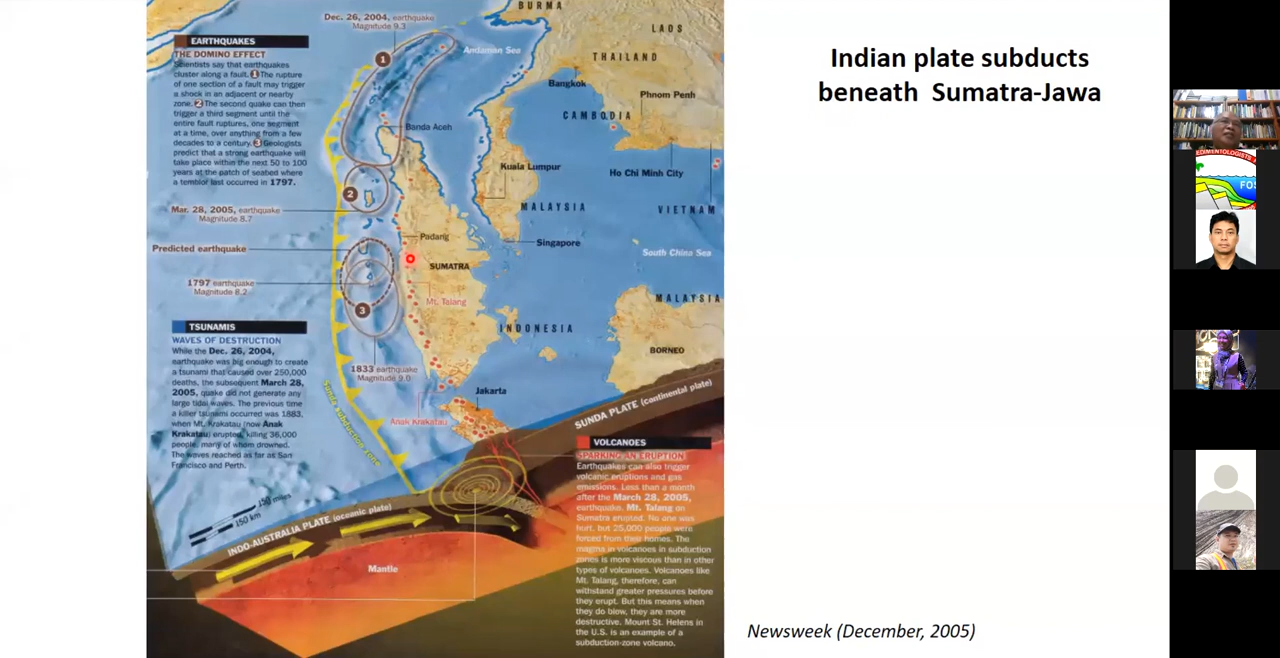 Dec. 26, 2004, earthquake
Magnitude 9.3
1
BURMA
LAOS
THAILAND
Andaman Sea
Bangkok
Phnom Penh
CAMBODIA
Banda Aceh
Kuala Lumpur
Ho Chi Minh City
MALAYSIA
VIETNAM
Singapore
South China Sea
Padang
SUMATRA
Mt. Talang
MALAYSIA
INDONESIA
BORNEO
Jakarta
Anak Krakatau
EARTHQUAKES
THE DOMINO EFFECT
Scientists say that earthquakes
cluster along a fault. 1 The rupture
of one section of a fault may trigger
a shock in an adjacent or nearby
zone. 2 The second quake can then
trigger a third segment until the
entire fault ruptures, one segment
at a time, over anything from a few
decades to a century. 3 Geologists
predict that a strong earthquake will
take place within the next 50 to 100
years at the patch of seabed where
a temblor last occurred in 1797.
2
Mar. 28, 2005, earthquake
Magnitude 8.7
Predicted earthquake
1797 earthquake
Magnitude 8.2
3
1833 earthquake
Magnitude 9.0
TSUNAMIS
WAVES OF DESTRUCTION
While the Dec. 26, 2004,
earthquake was big enough to create
a tsunami that caused over 250,000
deaths, the subsequent March 28,
2005, quake did not generate any
large tidal waves. The previous time
a killer tsunami occurred was 1883,
when Mt. Krakatau (now Anak
Krakatau) erupted, killing 36,000
people, many of whom drowned.
The waves reached as far as San
Francisco and Perth.
Sunda subduction zone
150 miles
150 km
INDO-AUSTRALIA PLATE (oceanic plate)
SUNDA PLATE (continental plate)
Mantle
VOLCANOES
SPARKING AN ERUPTION
Earthquakes can also trigger
volcanic eruptions and gas
emissions. Less than a month
after the March 28, 2005,
earthquake, Mt. Talang on
Sumatra erupted. No one was
hurt, but 25,000 people were
forced from their homes. The
magma in volcanoes in subduction
zones is more viscous than in other
types of volcanoes. Volcanoes like
Mt. Talang, therefore, can
withstand greater pressures before
they erupt. But this means when
they do blow, they are more
destructive. Mount St. Helens in
the U.S. is an example of a
subduction-zone volcano.
Indian plate subducts
beneath Sumatra-Jawa
Newsweek (December, 2005)
EDIMENTOLOGISTS
FOS